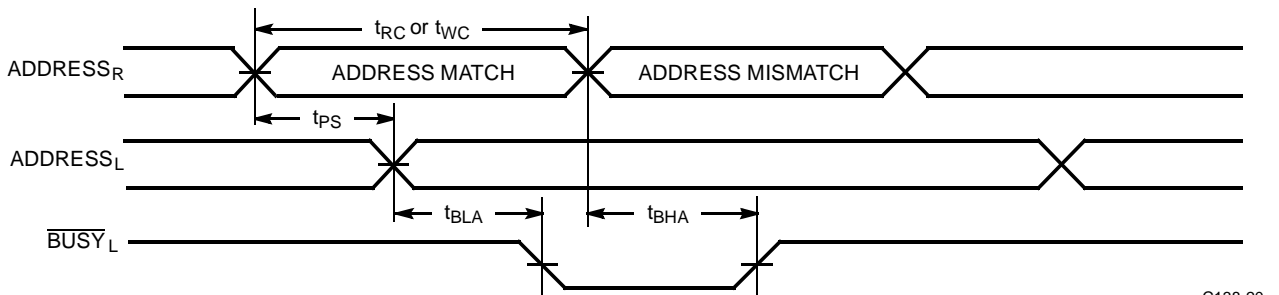 tRC or tWC
ADDRESSR
ADDRESS MATCH
ADDRESS MISMATCH
tPS
ADDRESSL
tBLA
tBHA
BUSYL